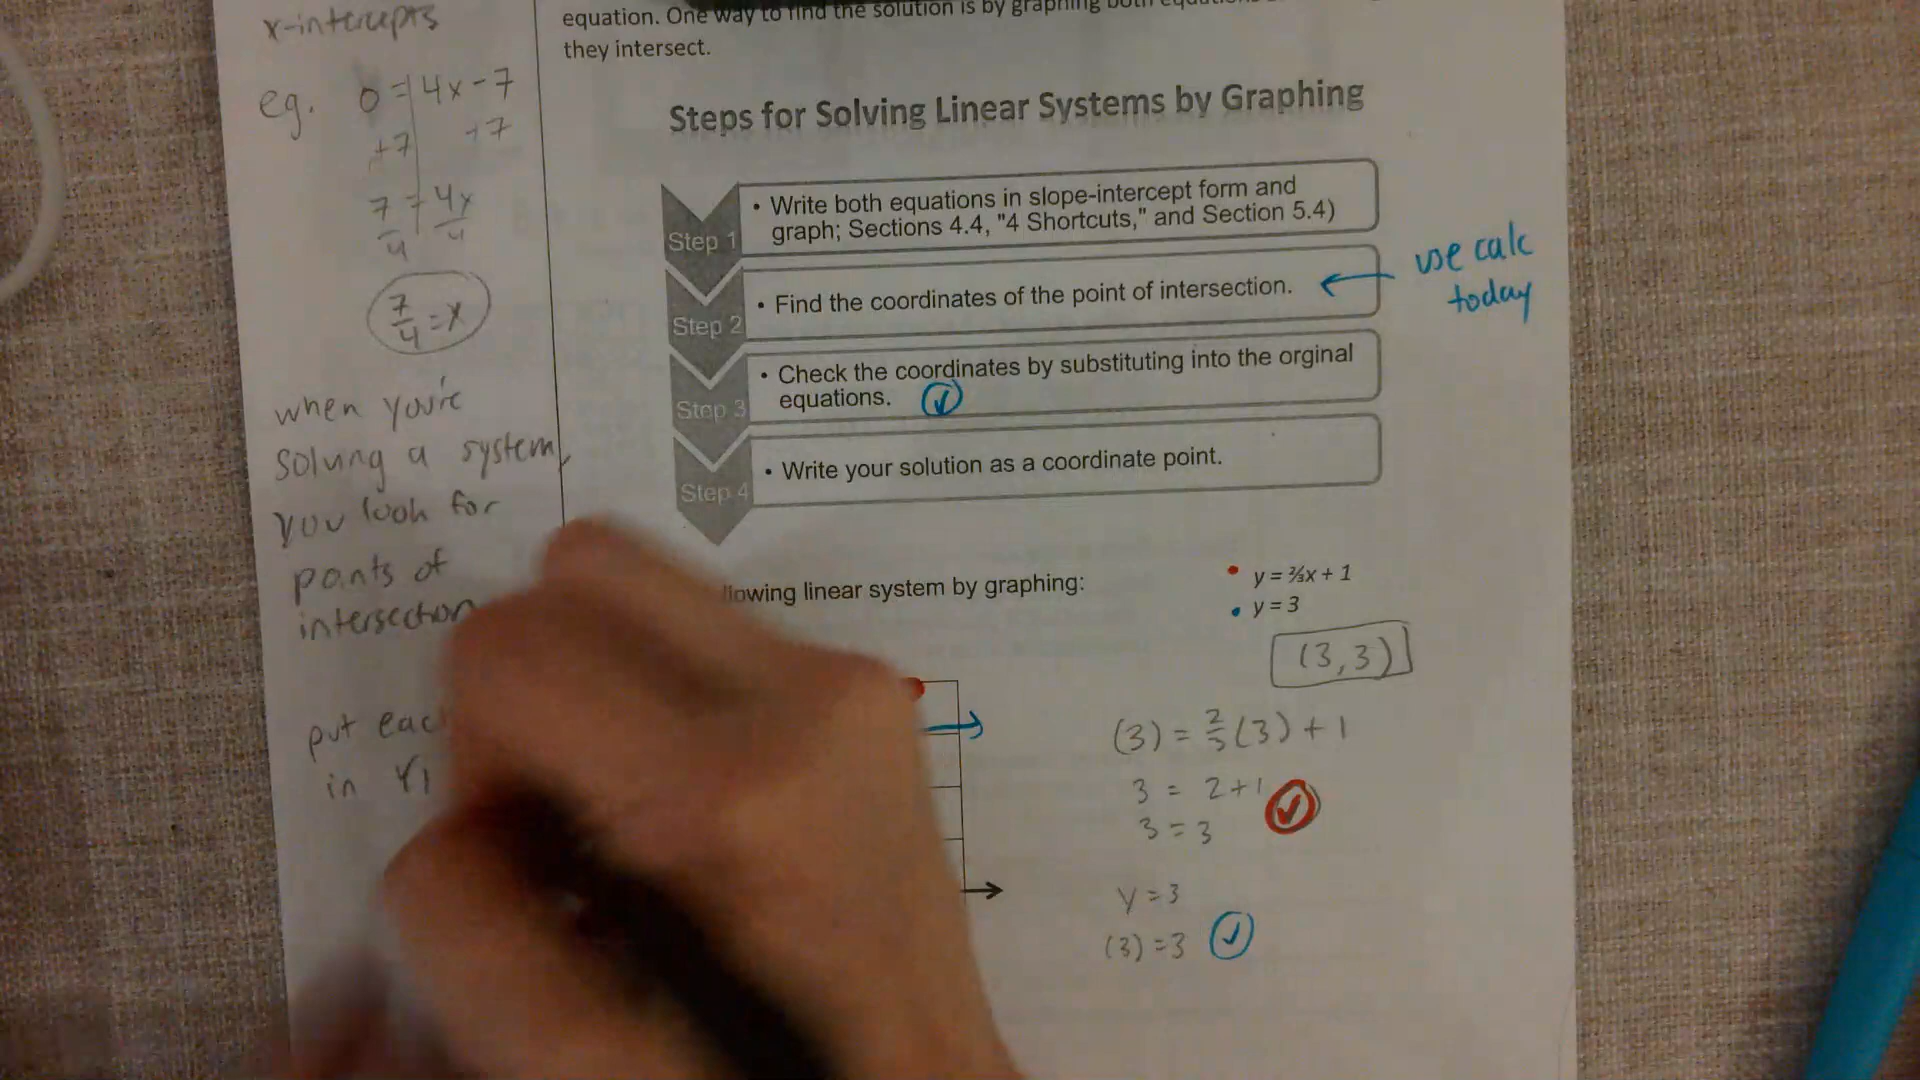 x-intercepts
eg. 0 = 4x - 7
+7 +7
7 = 4x
4 4
7/4 = x
when you're
solving a system,
you look for
points of
intersection
put each
in Y1
equation. One way to find the solution is by graphing both
they intersect.
Steps for Solving Linear Systems by Graphing
Step 1
• Write both equations in slope-intercept form and
graph; Sections 4.4, "4 Shortcuts," and Section 5.4)
Step 2
• Find the coordinates of the point of intersection.
use calc
today
Step 3
• Check the coordinates by substituting into the orginal
equations.
Step 4
• Write your solution as a coordinate point.
llowing linear system by graphing:
• y = ⅔x + 1
• y = 3
(3, 3)
(3) = 2/3 (3) + 1
3 = 2+1
3 = 3
y = 3
(3) = 3